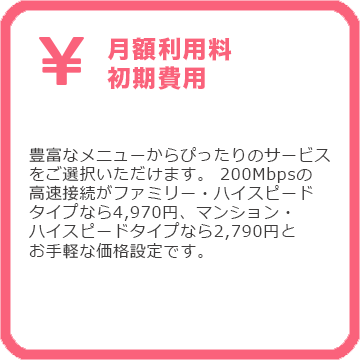 ¥ 月額利用料
初期費用
豊富なメニューからぴったりのサービス
をご選択いただけます。 200Mbpsの
高速接続がファミリー・ハイスピード
タイプなら4,970円、マンション・
ハイスピードタイプなら2,790円と
お手軽な価格設定です。